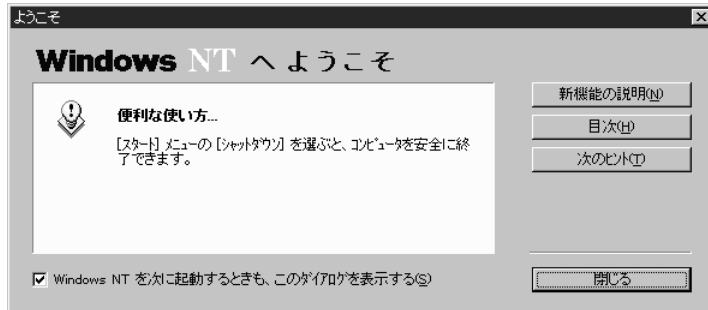 ようこそ
Windows NT へ ようこそ
便利な使い方...
[ｽﾀｰﾄ] ﾒﾆｭｰの [ｼｬｯﾄﾀﾞｳﾝ] を選ぶと、ｺﾝﾋﾟｭｰﾀを安全に終
了できます。
新機能の説明(N)
目次(H)
次のﾋﾝﾄ(T)
Windows NT を次に起動するときも、このﾀﾞｲｱﾛｸﾞを表示する(S)
閉じる